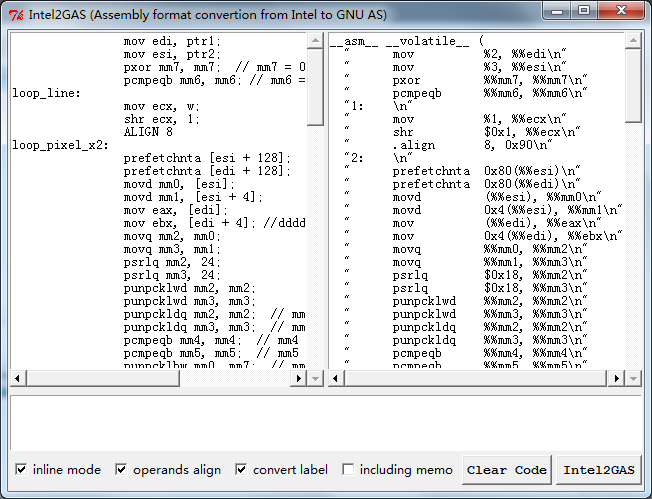 Intel2GAS (Assembly format convertion from Intel to GNU AS)
mov edi, ptr1;
mov esi, ptr2;
pxor mm7, mm7;  // mm7 = 0
pcmpeqb mm6, mm6; // mm6 =
loop_line:
mov ecx, w;
shr ecx, 1;
ALIGN 8
loop_pixel_x2:
prefetchnta [esi + 128];
prefetchnta [edi + 128];
movd mm0, [esi];
movd mm1, [esi + 4];
mov eax, [edi];
mov ebx, [edi + 4]; //dddd
movq mm2, mm0;
movq mm3, mm1;
psrlq mm2, 24;
psrlq mm3, 24;
punpcklwd mm2, mm2;
punpcklwd mm3, mm3;
punpckldq mm2, mm2;  // mm
punpckldq mm3, mm3;  // mm
pcmpeqb mm4, mm4;  // mm4
pcmpeqb mm5, mm5;  // mm5
punpcklbw mm0, mm7;  // mm
__asm__ __volatile__ (
"     mov         %2, %%edi\n"
"     mov         %3, %%esi\n"
"     pxor        %%mm7, %%mm7\n"
"     pcmpeqb     %%mm6, %%mm6\n"
"1:    \n"
"     mov         %1, %%ecx\n"
"     shr         $0x1, %%ecx\n"
"     .align      8, 0x90\n"
"2:    \n"
"     prefetchnta  0x80(%%esi)\n"
"     prefetchnta  0x80(%%edi)\n"
"     movd        (%%esi), %%mm0\n"
"     movd        0x4(%%esi), %%mm1\n"
"     mov         (%%edi), %%eax\n"
"     mov         0x4(%%edi), %%ebx\n"
"     movq        %%mm0, %%mm2\n"
"     movq        %%mm1, %%mm3\n"
"     psrlq       $0x18, %%mm2\n"
"     psrlq       $0x18, %%mm3\n"
"     punpcklwd   %%mm2, %%mm2\n"
"     punpcklwd   %%mm3, %%mm3\n"
"     punpckldq   %%mm2, %%mm2\n"
"     punpckldq   %%mm3, %%mm3\n"
"     pcmpeqb     %%mm4, %%mm4\n"
"     pcmpeqb     %%mm5, %%mm5\n"
inline mode
operands align
convert label
including memo
Clear Code
Intel2GAS